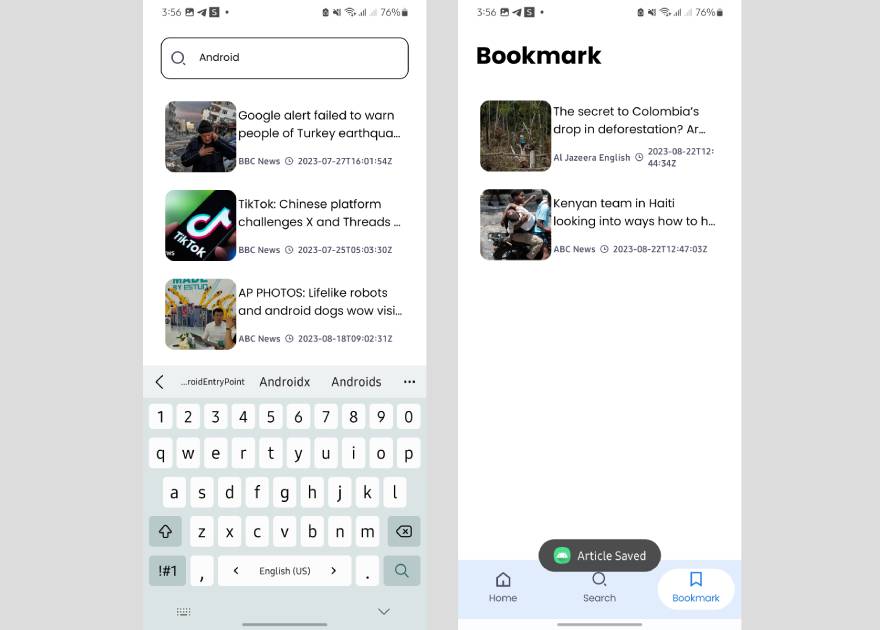 3:56
76%
Android
Google alert failed to warn
people of Turkey earthqua...
BBC News 2023-07-27T16:01:54Z
TikTok
TikTok: Chinese platform
challenges X and Threads ...
BBC News 2023-07-25T05:03:30Z
MADE
AP PHOTOS: Lifelike robots
and android dogs wow visi...
ABC News 2023-08-18T09:02:31Z
...roidEntryPoint Androidx Androids ...
1 2 3 4 5 6 7 8 9 0
q w e r t y u i o p
a s d f g h j k l
z x c v b n m
!#1 , < English (US) > .
3:56
76%
Bookmark
The secret to Colombia's
drop in deforestation? Ar...
Al Jazeera English 2023-08-22T12:
44:34Z
Kenyan team in Haiti
looking into ways how to h...
ABC News 2023-08-22T12:47:03Z
Article Saved
Home Search Bookmark